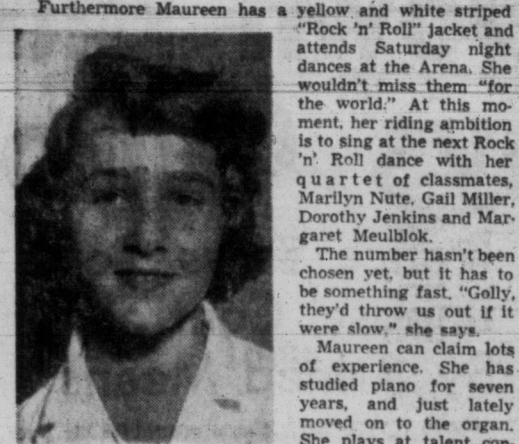 Furthermore Maureen has a yellow and white striped
"Rock 'n' Roll" jacket and
attends Saturday night
dances at the Arena. She
wouldn't miss them "for
the world." At this mo-
ment, her riding ambition
is to sing at the next Rock
'n' Roll dance with her
quartet of classmates,
Marilyn Nute, Gail Miller,
Dorothy Jenkins and Mar-
garet Meulblok.
The number hasn't been
chosen yet, but it has to
be something fast. "Golly,
they'd throw us out if it
were slow," she says.
Maureen can claim lots
of experience. She has
studied piano for seven
years, and just lately
moved on to the organ.
She plays at talent con-